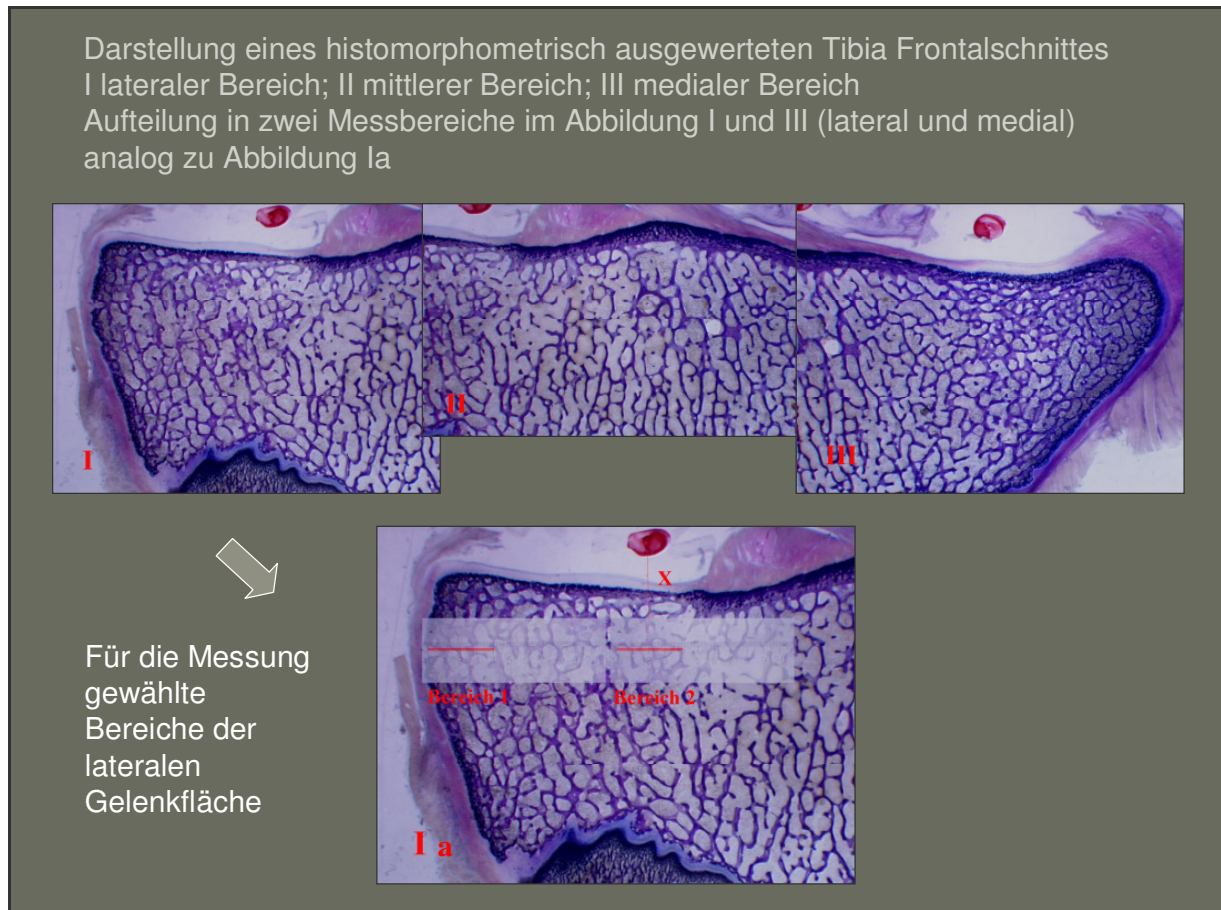 Darstellung eines histomorphometrisch ausgewerteten Tibia Frontalschnittes
I lateraler Bereich; II mittlerer Bereich; III medialer Bereich
Aufteilung in zwei Messbereiche im Abbildung I und III (lateral und medial)
analog zu Abbildung Ia
I
II
III
X
Bereich 1
Bereich 2
I a
Für die Messung
gewählte
Bereiche der
lateralen
Gelenkfläche